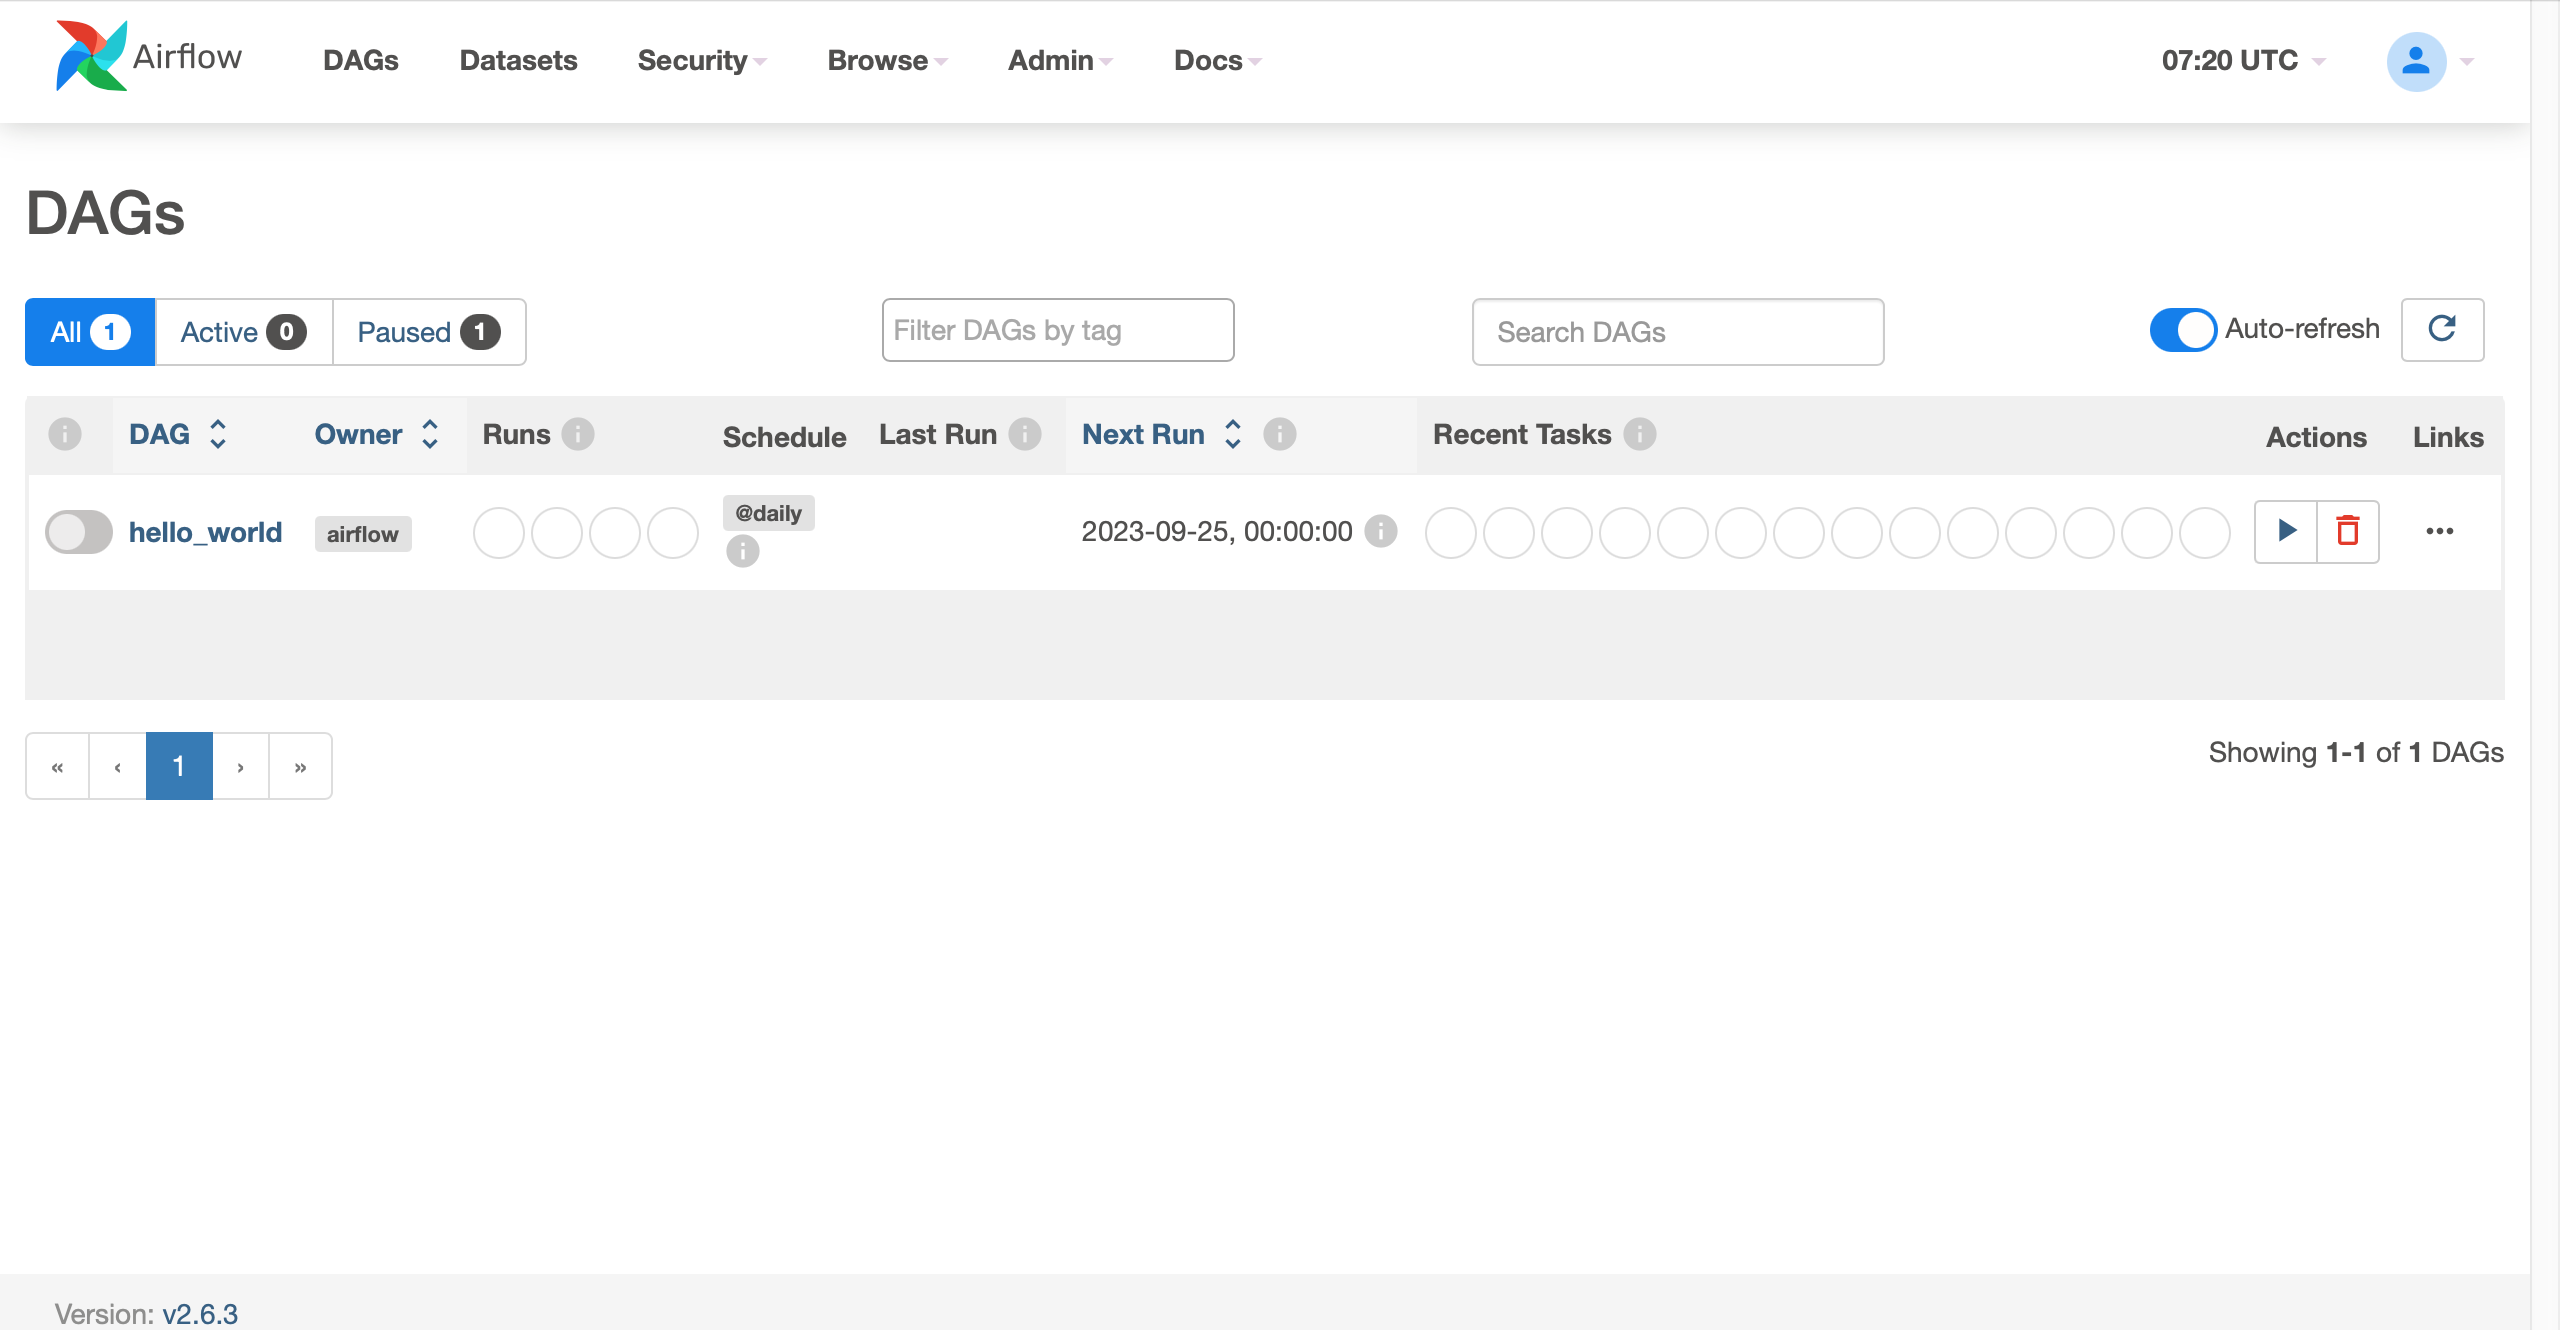 Airflow DAGs Datasets Security Browse Admin Docs 07:20 UTC
DAGs
All 1 Active 0 Paused 1 Filter DAGs by tag Search DAGs Auto-refresh
i DAG Owner Runs i Schedule Last Run i Next Run i Recent Tasks i Actions Links
hello_world airflow @daily i 2023-09-25, 00:00:00 i
« ‹ 1 › » Showing 1-1 of 1 DAGs
Version: v2.6.3